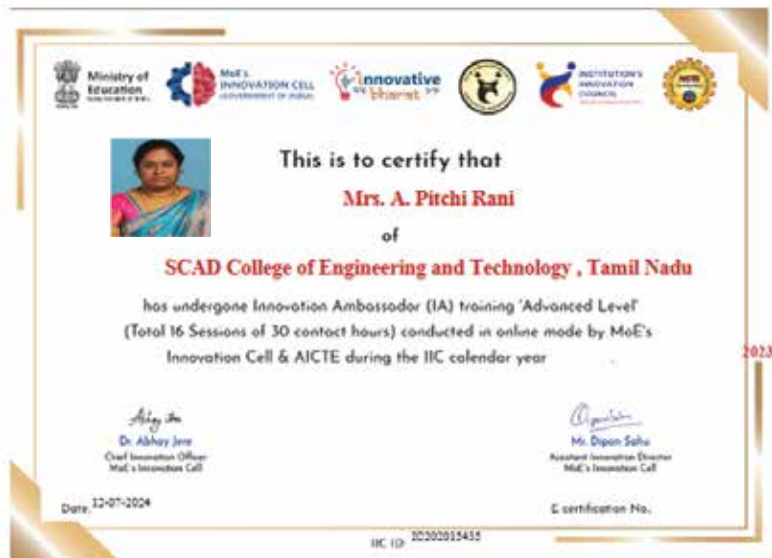 Ministry of
Education
MoE's
INNOVATION CELL
(GOVERNMENT OF INDIA)
innovative
bharat
INSTITUTION'S
INNOVATION
COUNCIL
This is to certify that
Mrs. A. Pitchi Rani
of
SCAD College of Engineering and Technology , Tamil Nadu
has undergone Innovation Ambassador (IA) training 'Advanced Level'
(Total 16 Sessions of 30 contact hours) conducted in online mode by MoE's
Innovation Cell & AICTE during the IIC calendar year
2023
Dr. Abhay Jere
Chief Innovation Officer
MoE's Innovation Cell
Mr. Dipan Sahu
Assistant Innovation Director
MoE's Innovation Cell
Date: 12-07-2024
E certification No..
IIC ID: IC202015455